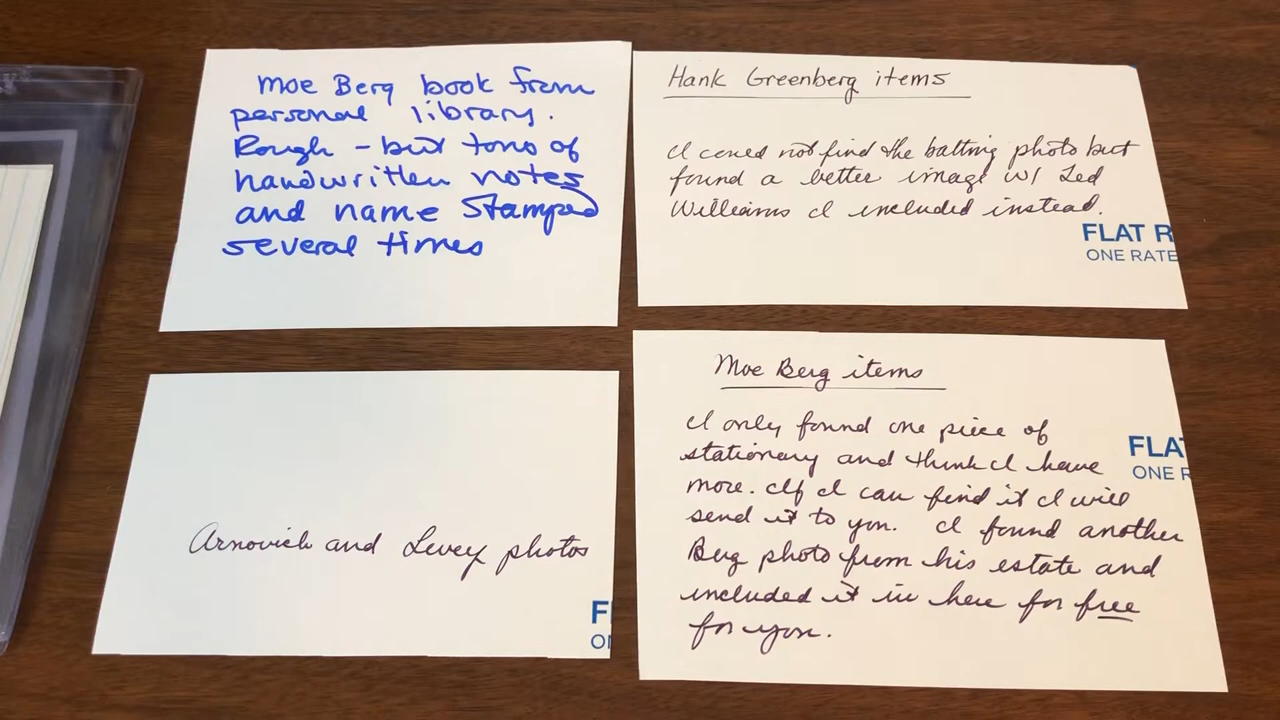 Moe Berg book from
personal library.
Rough - but tons of
handwritten notes
and name Stamped
several times
Hank Greenberg items
I could not find the batting photo but
found a better image w/ Ted
Williams I included instead.
FLAT R
ONE RATE
Arnovich and Levey photos
F
ON
Moe Berg items
I only found one piece of
stationary and think I have
more. If I can find it I will
send it to you. I found another
Berg photo from his estate and
included it in here for free
for you.
FLAT
ONE R